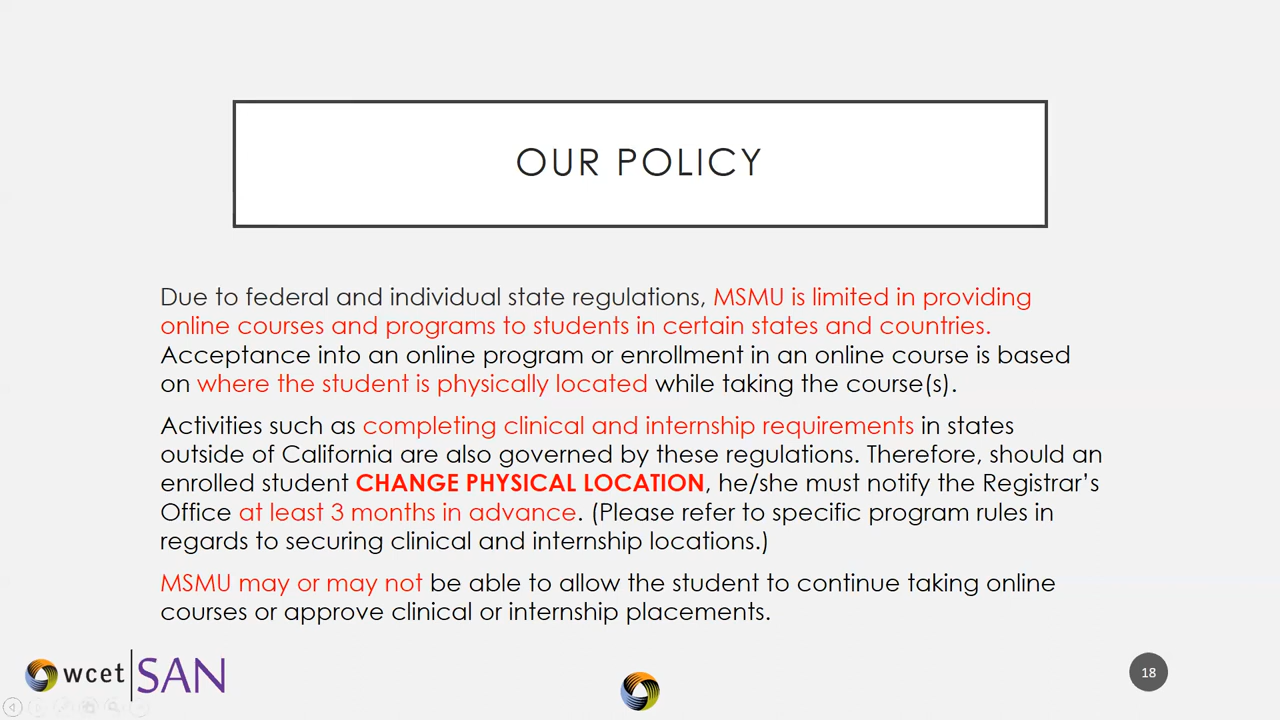 OUR POLICY
Due to federal and individual state regulations, MSMU is limited in providing
online courses and programs to students in certain states and countries.
Acceptance into an online program or enrollment in an online course is based
on where the student is physically located while taking the course(s).
Activities such as completing clinical and internship requirements in states
outside of California are also governed by these regulations. Therefore, should an
enrolled student CHANGE PHYSICAL LOCATION, he/she must notify the Registrar's
Office at least 3 months in advance. (Please refer to specific program rules in
regards to securing clinical and internship locations.)
MSMU may or may not be able to allow the student to continue taking online
courses or approve clinical or internship placements.
wcet SAN
18